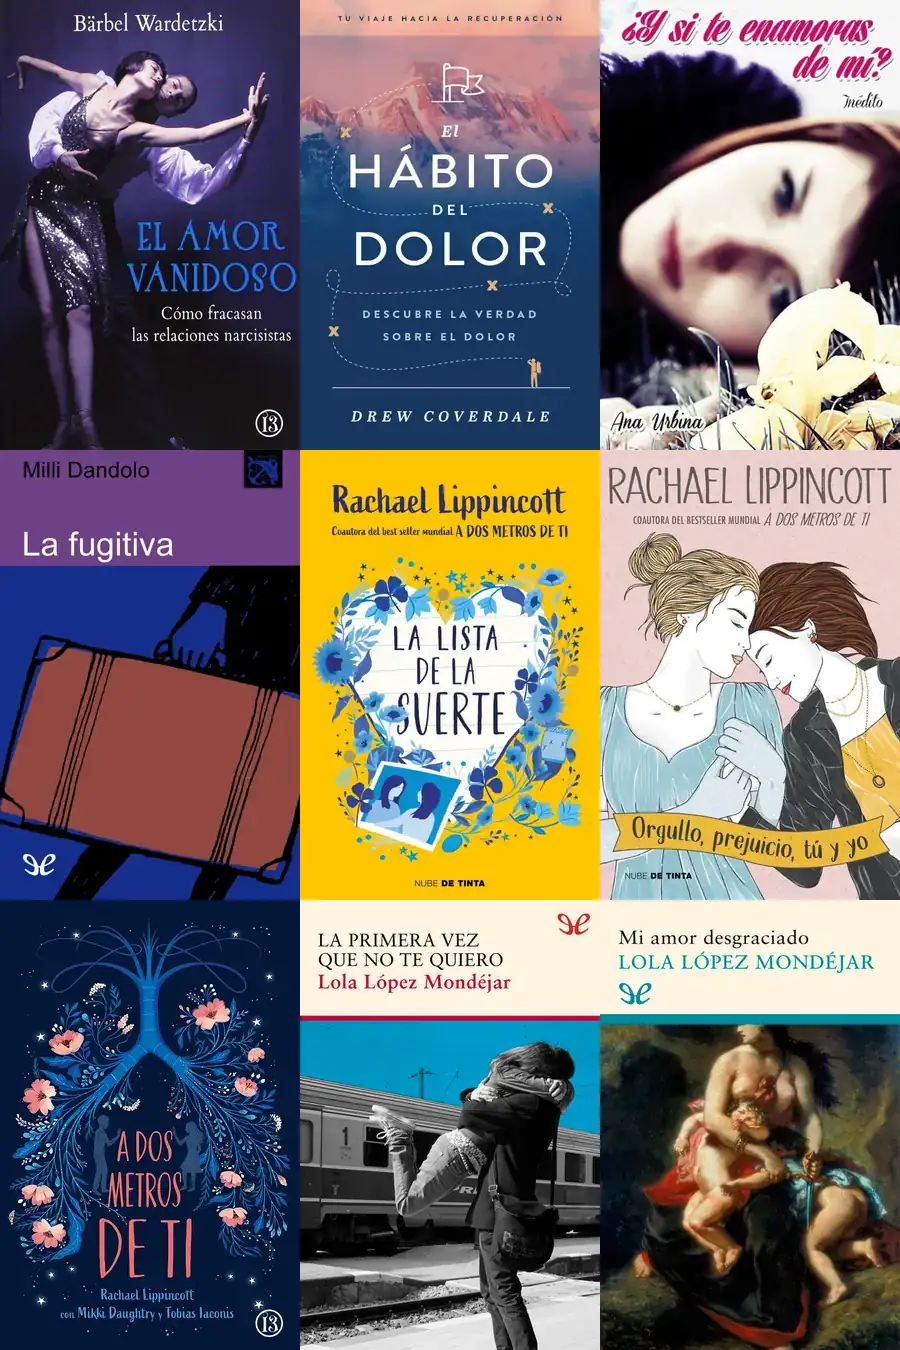 Bärbel Wardetzki
EL AMOR
VANIDOSO
Cómo fracasan
las relaciones narcisistas
13
TU VIAJE HACIA LA RECUPERACIÓN
El
HÁBITO
DEL
DOLOR
DESCUBRE LA VERDAD
SOBRE EL DOLOR
DREW COVERDALE
¿Y si te enamoras
de mí?
Inédito
Ana Urbina
Milli Dandolo
La fugitiva
Rachael Lippincott
Coautora del best seller mundial A DOS METROS DE TI
LA LISTA
DE LA
SUERTE
NUBE DE TINTA
RACHAEL LIPPINCOTT
COAUTORA DEL BESTSELLER MUNDIAL A DOS METROS DE TI
Orgullo, prejuicio, tú y yo
NUBE DE TINTA
A DOS
METROS
DE TI
Rachael Lippincott
con Mikki Daughtry y Tobias Iaconis
13
LA PRIMERA VEZ
QUE NO TE QUIERO
Lola López Mondéjar
1
Mi amor desgraciado
LOLA LÓPEZ MONDÉJAR